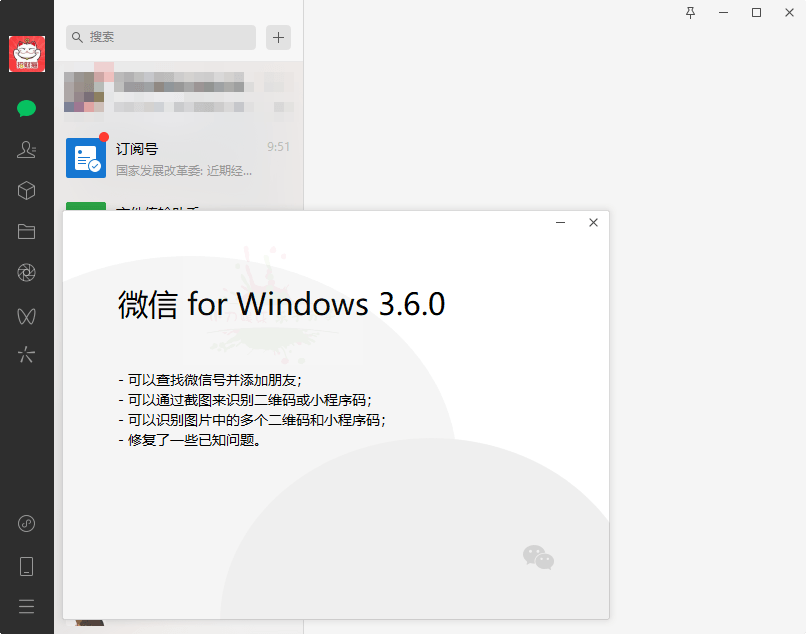 搜索
订阅号
9:51
国家发展改革委: 近期经...
微信 for Windows 3.6.0
- 可以查找微信号并添加朋友；
- 可以通过截图来识别二维码或小程序码；
- 可以识别图片中的多个二维码和小程序码；
- 修复了一些已知问题。